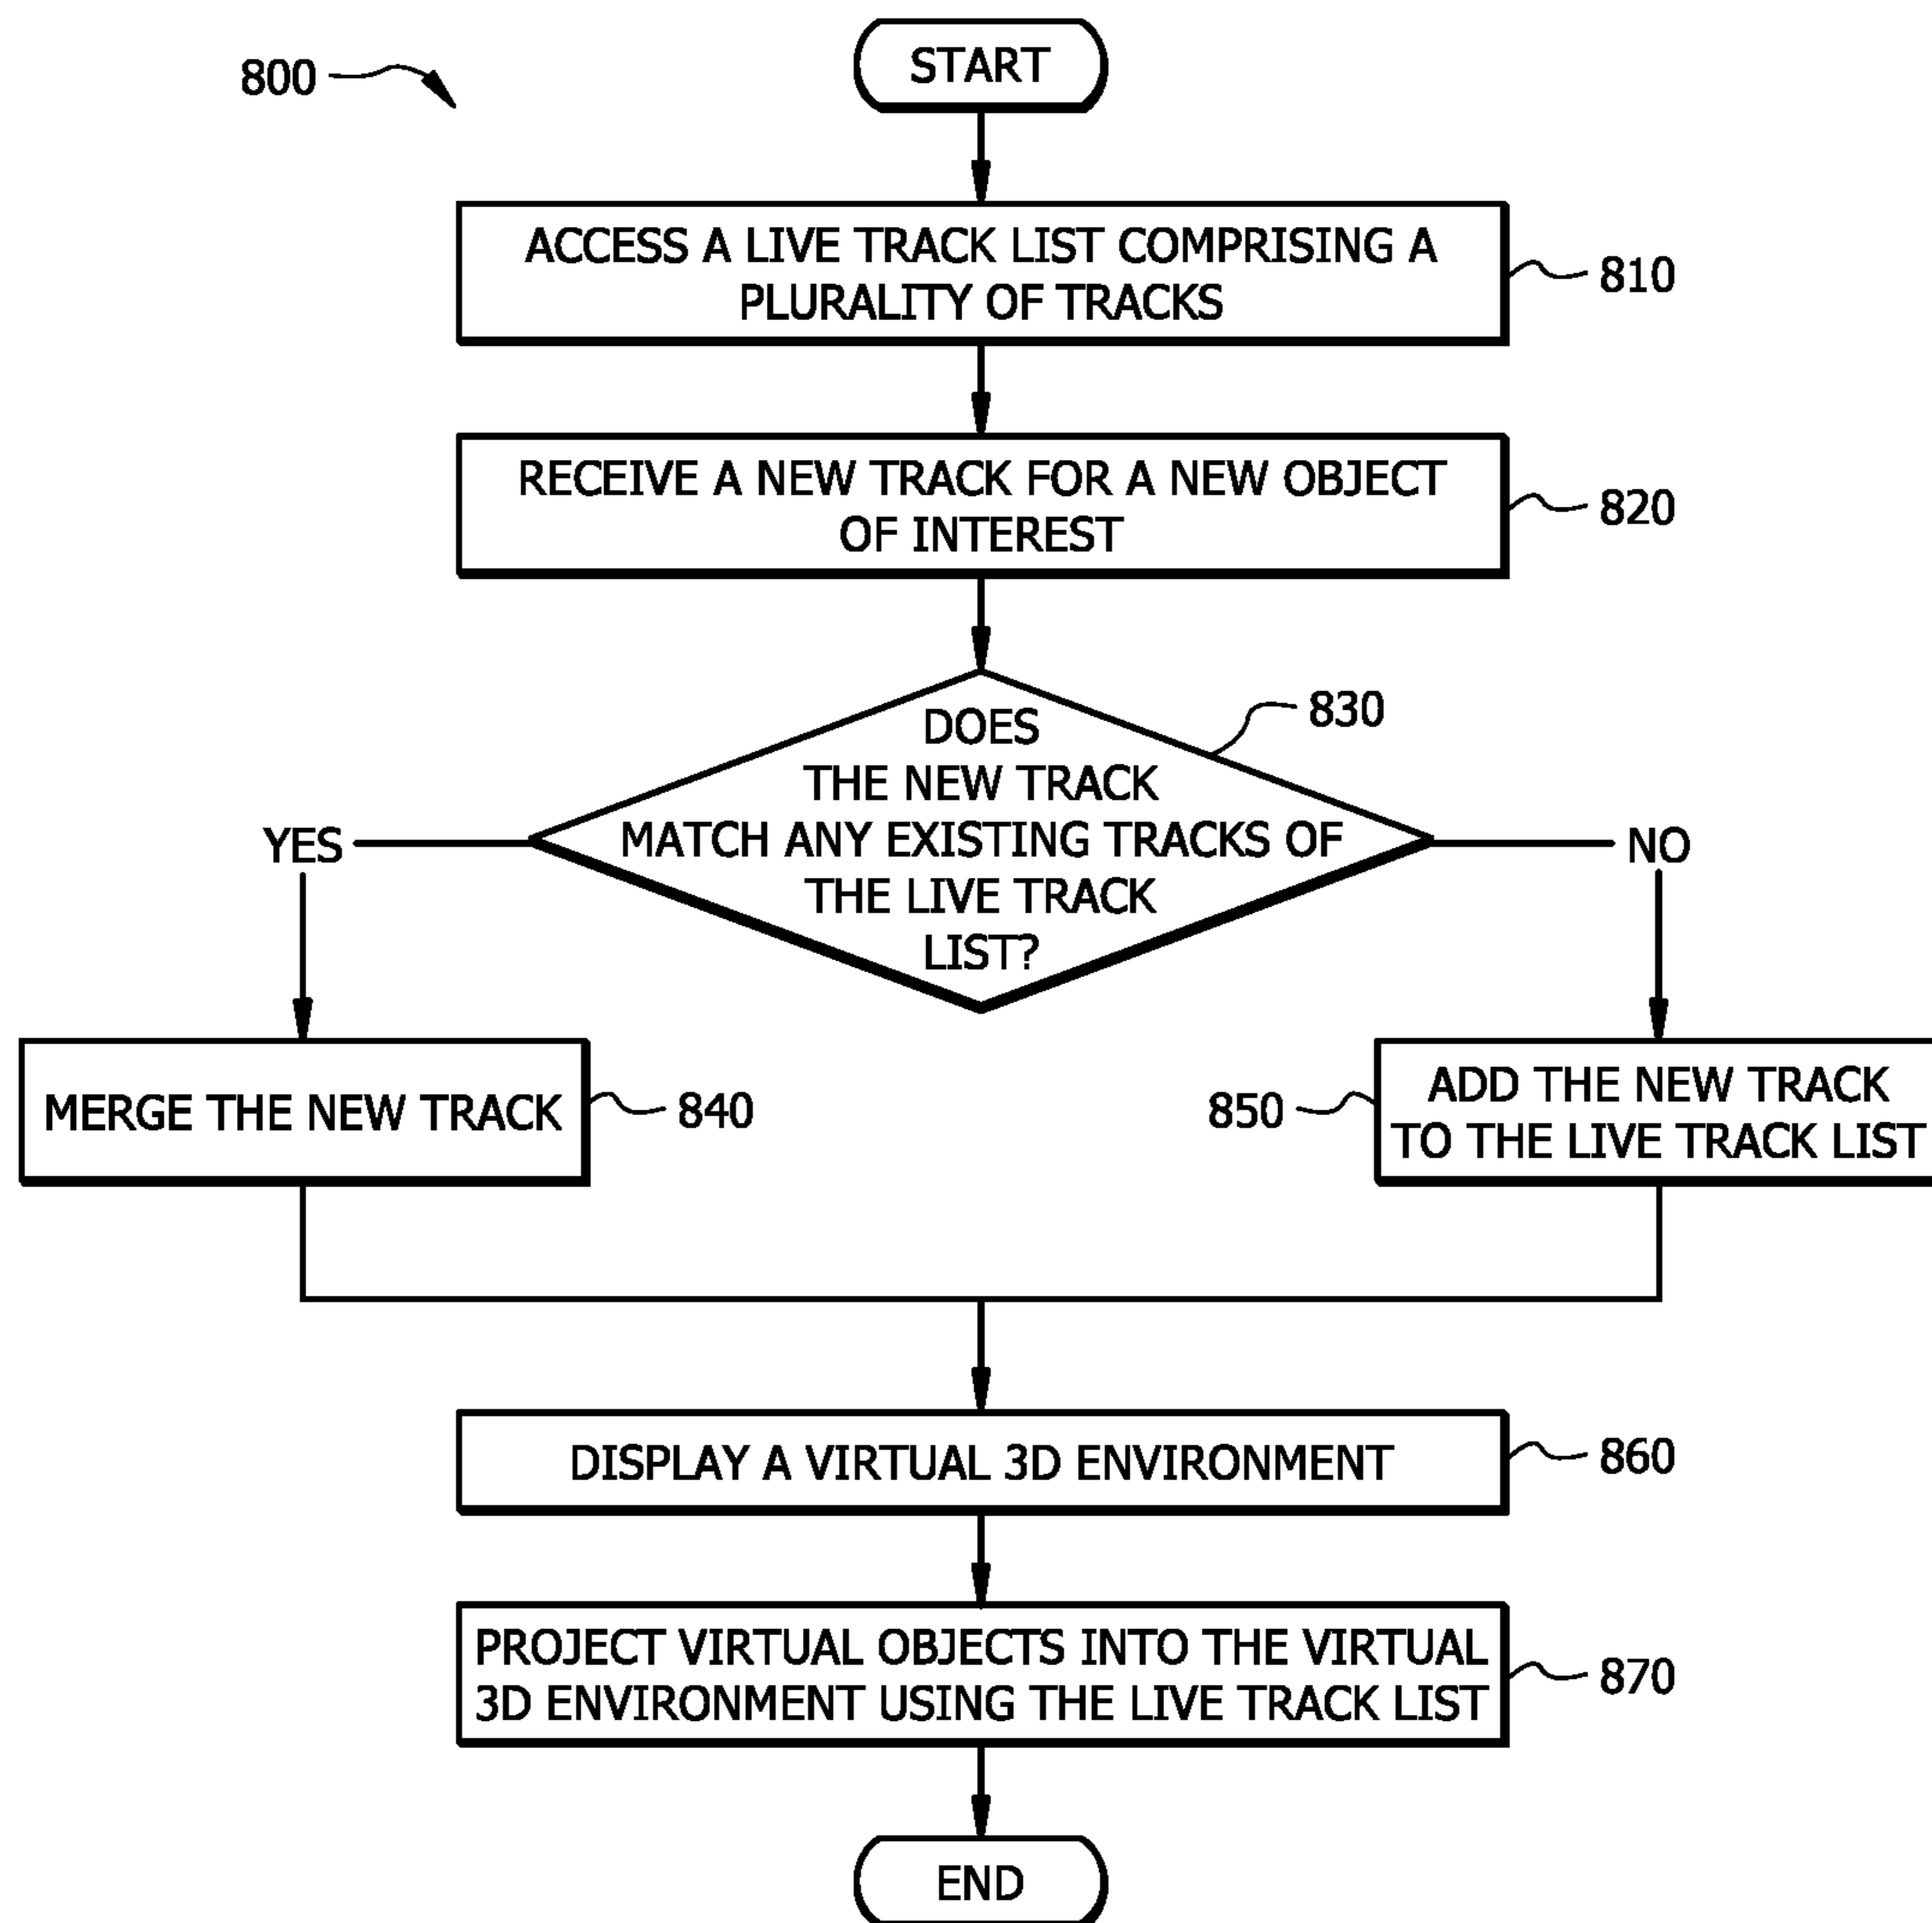 800
START
ACCESS A LIVE TRACK LIST COMPRISING A
PLURALITY OF TRACKS
810
RECEIVE A NEW TRACK FOR A NEW OBJECT
OF INTEREST
820
830
DOES
THE NEW TRACK
MATCH ANY EXISTING TRACKS OF
THE LIVE TRACK
LIST?
YES
NO
MERGE THE NEW TRACK
840
850
ADD THE NEW TRACK
TO THE LIVE TRACK LIST
DISPLAY A VIRTUAL 3D ENVIRONMENT
860
PROJECT VIRTUAL OBJECTS INTO THE VIRTUAL
3D ENVIRONMENT USING THE LIVE TRACK LIST
870
END